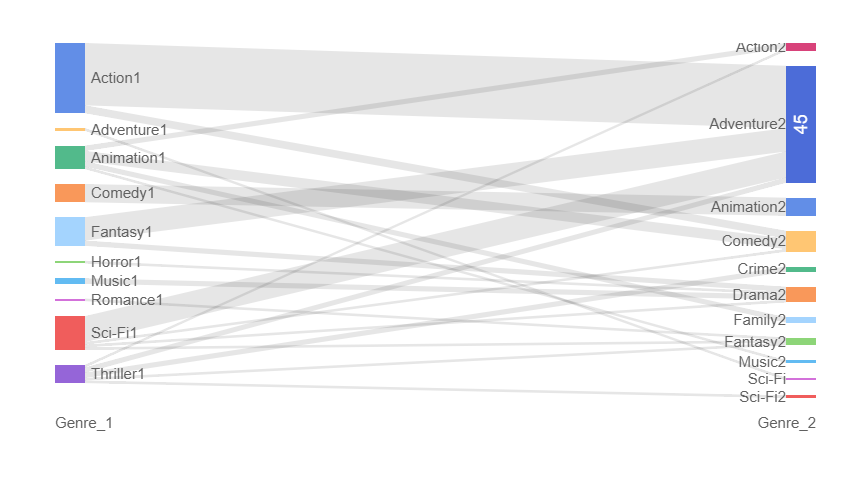 Action1
Adventure1
Animation1
Comedy1
Fantasy1
Horror1
Music1
Romance1
Sci-Fi1
Thriller1
Genre_1
Action2
Adventure2
45
Animation2
Comedy2
Crime2
Drama2
Family2
Fantasy2
Music2
Sci-Fi
Sci-Fi2
Genre_2